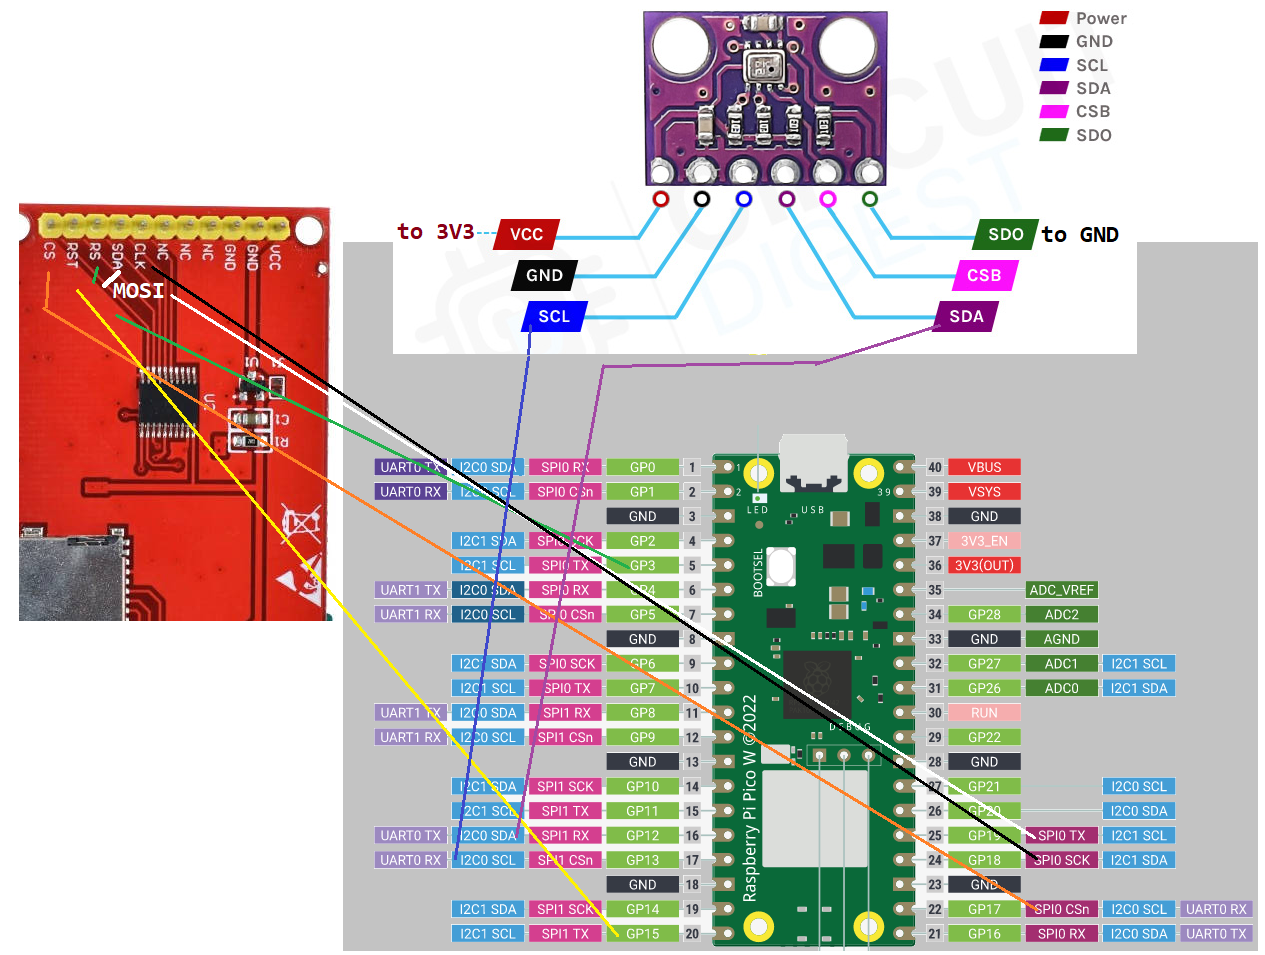 Power
GND
SCL
SDA
CSB
SDO
to 3V3
VCC
GND
SCL
SDO
to GND
CSB
SDA
CS
RST
RS
SDA
CLK
NC
NC
NC
GND
GND
VCC
MOSI
J1
C1
R1
UART0 TX I2C0 SDA SPI0 RX GP0 1
UART0 RX I2C0 SCL SPI0 CSn GP1 2
GND 3
I2C1 SDA SPI0 SCK GP2 4
I2C1 SCL SPI0 TX GP3 5
UART1 TX I2C0 SDA SPI0 RX GP4 6
UART1 RX I2C0 SCL SPI0 CSn GP5 7
GND 8
I2C1 SDA SPI0 SCK GP6 9
I2C1 SCL SPI0 TX GP7 10
UART1 TX I2C0 SDA SPI1 RX GP8 11
UART1 RX I2C0 SCL SPI1 CSn GP9 12
GND 13
I2C1 SDA SPI1 SCK GP10 14
I2C1 SCL SPI1 TX GP11 15
UART0 TX I2C0 SDA SPI1 RX GP12 16
UART0 RX I2C0 SCL SPI1 CSn GP13 17
GND 18
I2C1 SDA SPI1 SCK GP14 19
I2C1 SCL SPI1 TX GP15 20
1
2
39
LED
USB
BOOTSEL
DEBUG
Raspberry Pi Pico W ©2022
40 VBUS
39 VSYS
38 GND
37 3V3_EN
36 3V3(OUT)
35 ADC_VREF
34 GP28 ADC2
33 GND AGND
32 GP27 ADC1 I2C1 SCL
31 GP26 ADC0 I2C1 SDA
30 RUN
29 GP22
28 GND
27 GP21 I2C0 SCL
26 GP20 I2C0 SDA
25 GP19 SPI0 TX I2C1 SCL
24 GP18 SPI0 SCK I2C1 SDA
23 GND
22 GP17 SPI0 CSn I2C0 SCL UART0 RX
21 GP16 SPI0 RX I2C0 SDA UART0 TX